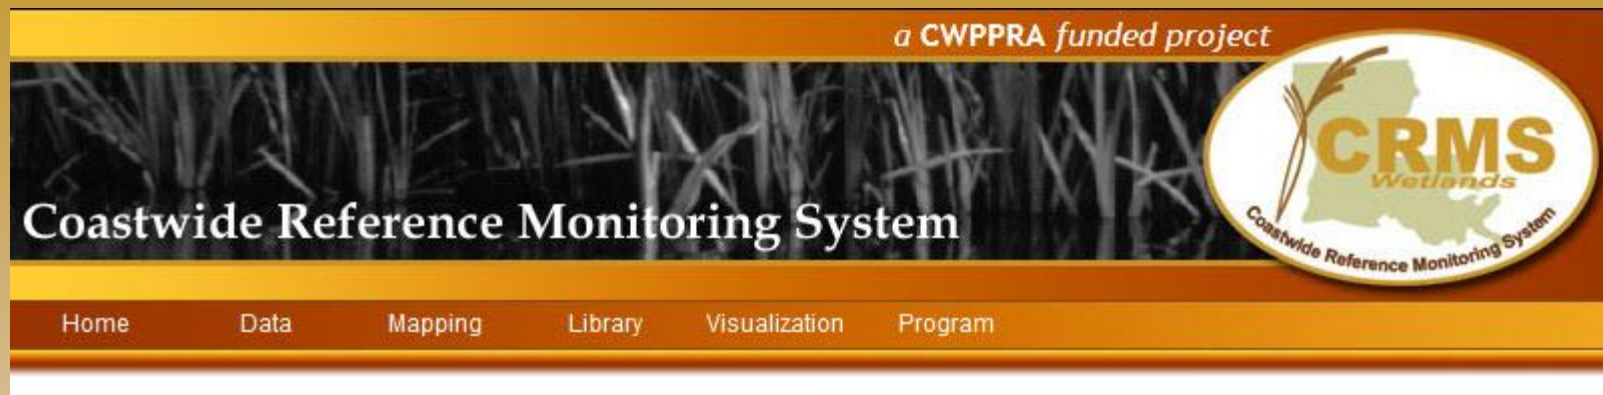 a CWPPRA funded project
CRMS
Wetlands
Coastwide Reference Monitoring System
Coastwide Reference Monitoring System
Home Data Mapping Library Visualization Program